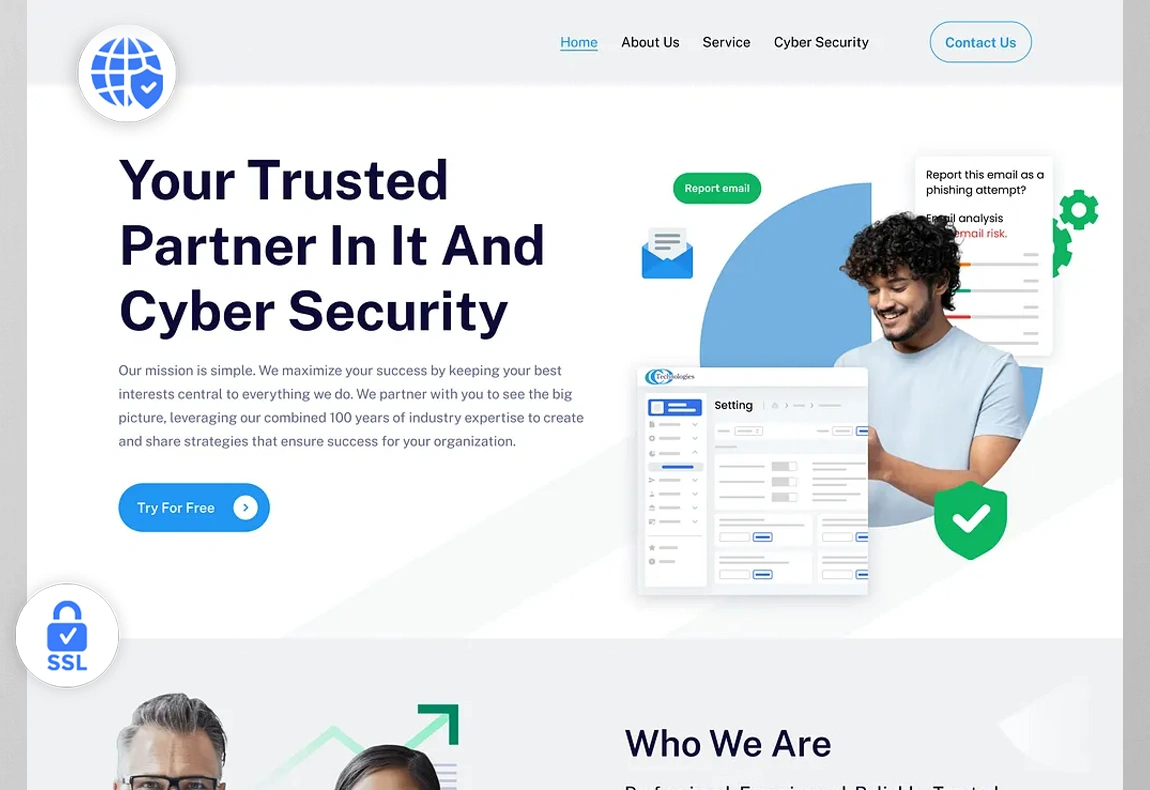 Home About Us Service Cyber Security Contact Us
Your Trusted
Partner In It And
Cyber Security
Our mission is simple. We maximize your success by keeping your best
interests central to everything we do. We partner with you to see the big
picture, leveraging our combined 100 years of industry expertise to create
and share strategies that ensure success for your organization.
Try For Free
Report email
Report this email as a
phishing attempt?
Email analysis
email risk.
Technologies
Setting
SSL
Who We Are